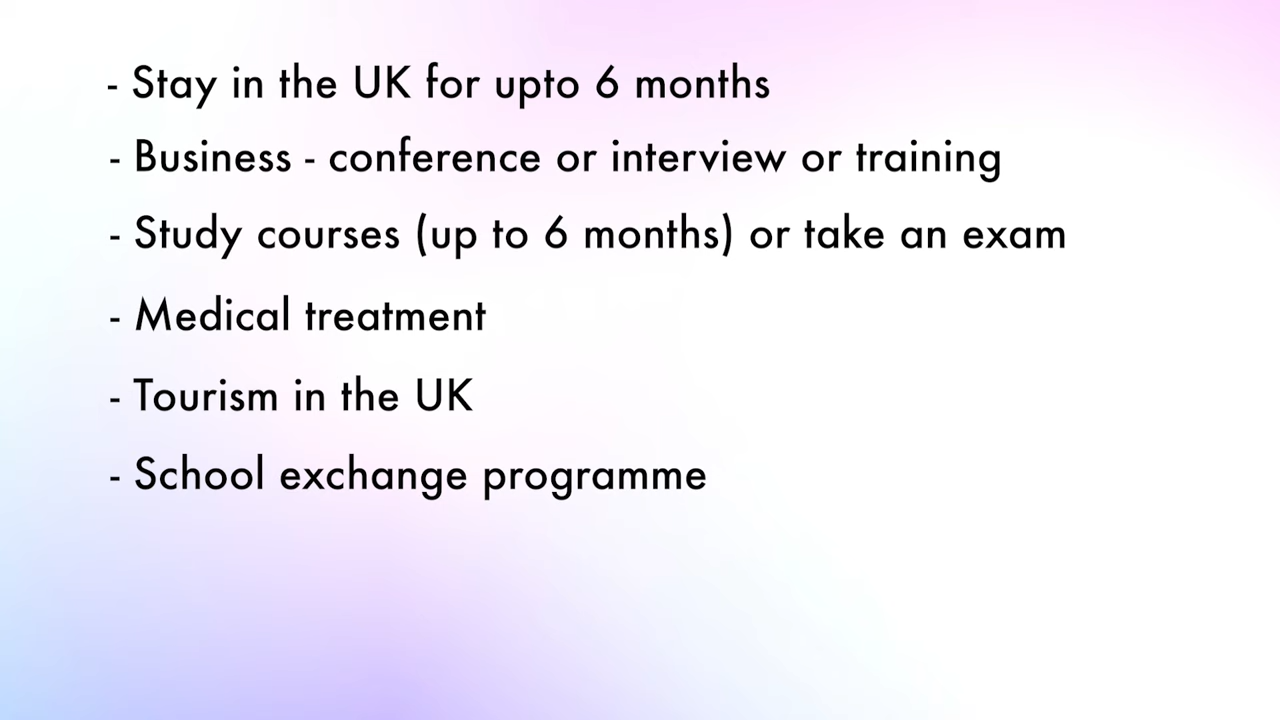 - Stay in the UK for upto 6 months
- Business - conference or interview or training
- Study courses (up to 6 months) or take an exam
- Medical treatment
- Tourism in the UK
- School exchange programme